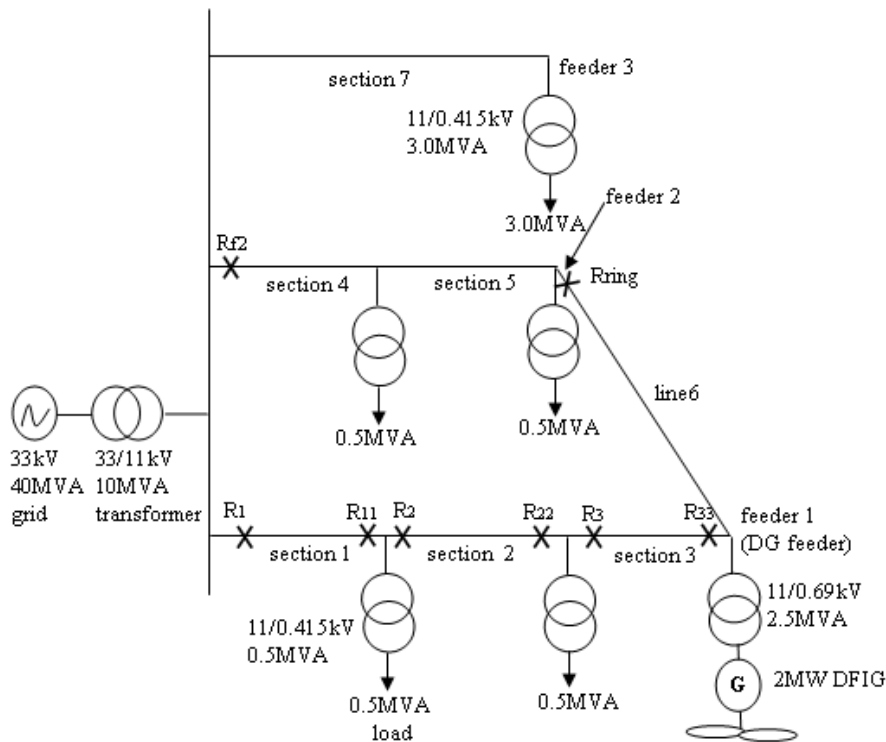 section 7
feeder 3
11/0.415kV
3.0MVA
3.0MVA
feeder 2
Rf2
section 4
section 5
Rring
0.5MVA
0.5MVA
line6
33kV
40MVA
grid
33/11kV
10MVA
transformer
R1
R11
R2
R22
R3
R33
feeder 1
(DG feeder)
section 1
section 2
section 3
11/0.415kV
0.5MVA
11/0.69kV
2.5MVA
0.5MVA
load
0.5MVA
G
2MW DFIG